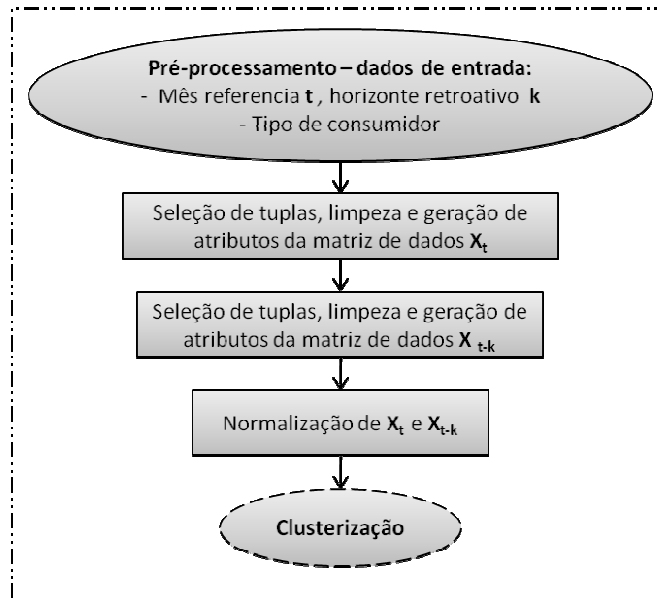 Pré-processamento – dados de entrada:
- Mês referencia t , horizonte retroativo k
- Tipo de consumidor
Seleção de tuplas, limpeza e geração de
atributos da matriz de dados Xt
Seleção de tuplas, limpeza e geração de
atributos da matriz de dados X t-k
Normalização de Xt e Xt-k
Clusterização